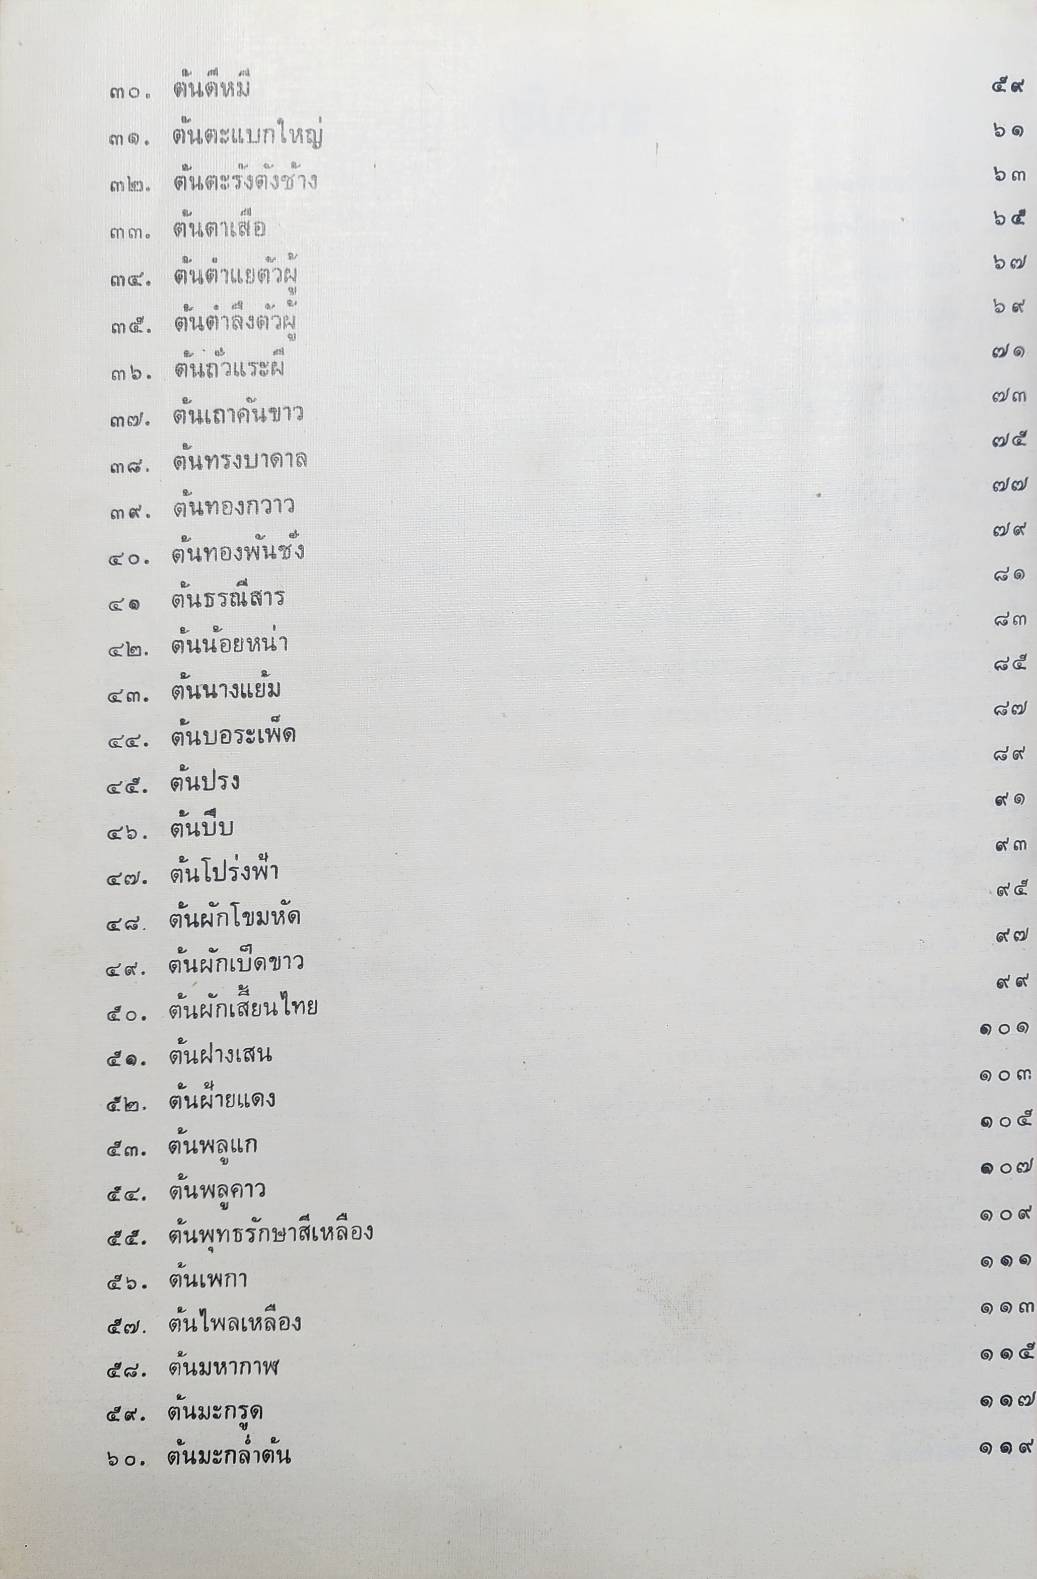 ๓๐. ต้นดีหมี ๕๙
๓๑. ต้นตะแบกใหญ่ ๖๑
๓๒. ต้นตะรังตังช้าง ๖๓
๓๓. ต้นตาเสือ ๖๕
๓๔. ต้นตำแยตัวผู้ ๖๗
๓๕. ต้นตำลึงตัวผู้ ๖๙
๓๖. ต้นถั่วแระผี ๗๑
๓๗. ต้นเถาคันขาว ๗๓
๓๘. ต้นทรงบาดาล ๗๕
๓๙. ต้นทองกวาว ๗๗
๔๐. ต้นทองพันชั่ง ๗๙
๔๑ ต้นธรณีสาร ๘๑
๔๒. ต้นน้อยหน่า ๘๓
๔๓. ต้นนางแย้ม ๘๕
๔๔. ต้นบอระเพ็ด ๘๗
๔๕. ต้นปรง ๘๙
๔๖. ต้นปีบ ๙๑
๔๗. ต้นโปร่งฟ้า ๙๓
๔๘. ต้นผักโขมหัด ๙๕
๔๙. ต้นผักเป็ดขาว ๙๗
๕๐. ต้นผักเสี้ยนไทย ๙๙
๕๑. ต้นฝางเสน ๑๐๑
๕๒. ต้นฝ้ายแดง ๑๐๓
๕๓. ต้นพลูแก ๑๐๕
๕๔. ต้นพลูคาว ๑๐๗
๕๕. ต้นพุทธรักษาสีเหลือง ๑๐๙
๕๖. ต้นเพกา ๑๑๑
๕๗. ต้นไพลเหลือง ๑๑๓
๕๘. ต้นมหากาฬ ๑๑๕
๕๙. ต้นมะกรูด ๑๑๗
๖๐. ต้นมะกล่ำต้น ๑๑๙